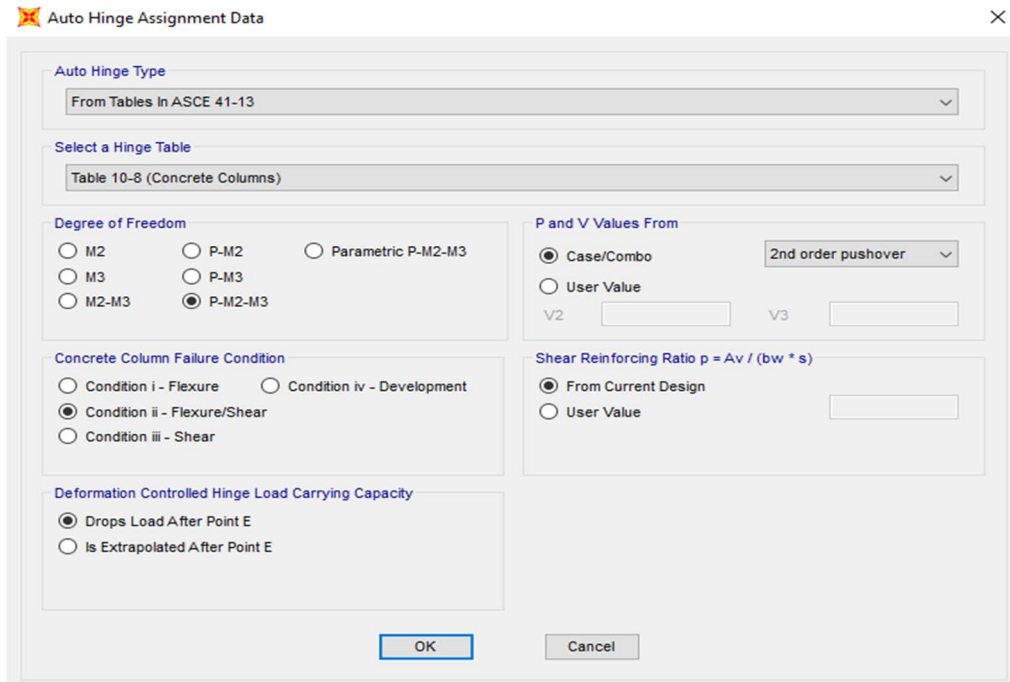 Auto Hinge Assignment Data
Auto Hinge Type
From Tables In ASCE 41-13
Select a Hinge Table
Table 10-8 (Concrete Columns)
Degree of Freedom
M2 P-M2 Parametric P-M2-M3
M3 P-M3
M2-M3 P-M2-M3
P and V Values From
Case/Combo 2nd order pushover
User Value
V2 V3
Concrete Column Failure Condition
Condition i - Flexure Condition iv - Development
Condition ii - Flexure/Shear
Condition iii - Shear
Shear Reinforcing Ratio p = Av / (bw * s)
From Current Design
User Value
Deformation Controlled Hinge Load Carrying Capacity
Drops Load After Point E
Is Extrapolated After Point E
OK Cancel